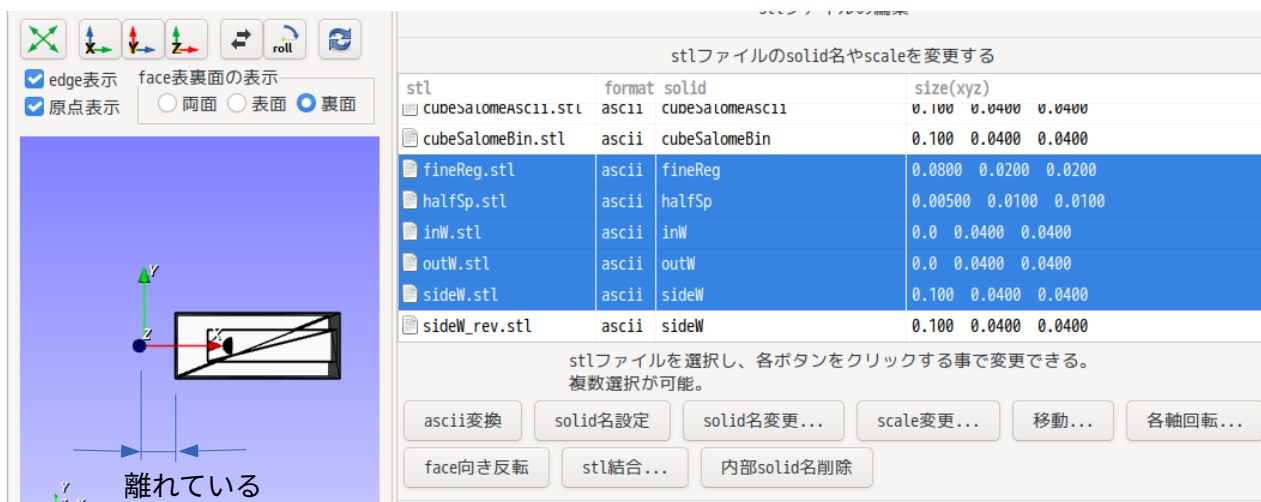 stlファイルの編集
stlファイルのsolid名やscaleを変更する
X
Y
Z
roll
edge表示
原点表示
face表裏面の表示
両面 表面 裏面
stl format solid size(xyz)
cubeSalomeAscii.stl ascii cubeSalomeAscii 0.100 0.0400 0.0400
cubeSalomeBin.stl ascii cubeSalomeBin 0.100 0.0400 0.0400
fineReg.stl ascii fineReg 0.0800 0.0200 0.0200
halfSp.stl ascii halfSp 0.00500 0.0100 0.0100
inW.stl ascii inW 0.0 0.0400 0.0400
outW.stl ascii outW 0.0 0.0400 0.0400
sideW.stl ascii sideW 0.100 0.0400 0.0400
sideW_rev.stl ascii sideW 0.100 0.0400 0.0400
Y
Z
X
離れている
Y
stlファイルを選択し、各ボタンをクリックする事で変更できる。
複数選択が可能。
ascii変換 solid名設定 solid名変更... scale変更... 移動... 各軸回転...
face向き反転 stl結合... 内部solid名削除